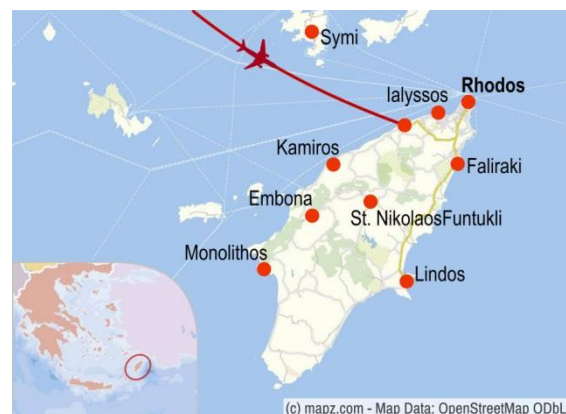 Symi
Rhodos
Ialyssos
Kamiros
Faliraki
Embona
St. NikolaosFuntukli
Monolithos
Lindos
(c) mapz.com - Map Data: OpenStreetMap ODbL